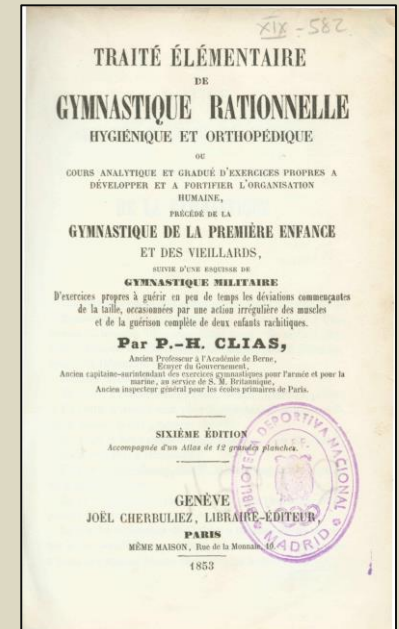 XIX - 582
TRAITÉ ÉLÉMENTAIRE
DE
GYMNASTIQUE RATIONNELLE
HYGIÉNIQUE ET ORTHOPÉDIQUE
OU
COURS ANALYTIQUE ET GRADUÉ D'EXERCICES PROPRES A
DÉVELOPPER ET A FORTIFIER L'ORGANISATION
HUMAINE,
PRÉCÉDÉ DE LA
GYMNASTIQUE DE LA PREMIÈRE ENFANCE
ET DES VIEILLARDS,
SUIVIE D'UNE ESQUISSE DE
GYMNASTIQUE MILITAIRE
D'exercices propres à guérir en peu de temps les déviations commençantes
de la taille, occasionnées par une action irrégulière des muscles
et de la guérison complète de deux enfants rachitiques.
Par P.-H. CLIAS,
Ancien Professeur à l'Académie de Berne,
Ecuyer du Gouvernement,
Ancien capitaine-surintendant des exercices gymnastiques pour l'armée et pour la
marine, au service de S. M. Britannique,
Ancien inspecteur général pour les écoles primaires de Paris.
SIXIÈME ÉDITION
Accompagnée d'un Atlas de 12 grandes planches.
GENÈVE
JOËL CHERBULIEZ, LIBRAIRE-ÉDITEUR,
PARIS
MÊME MAISON, Rue de la Monnaie, 10.
1853
BIBLIOTECA DEPORTIVA NACIONAL
MADRID